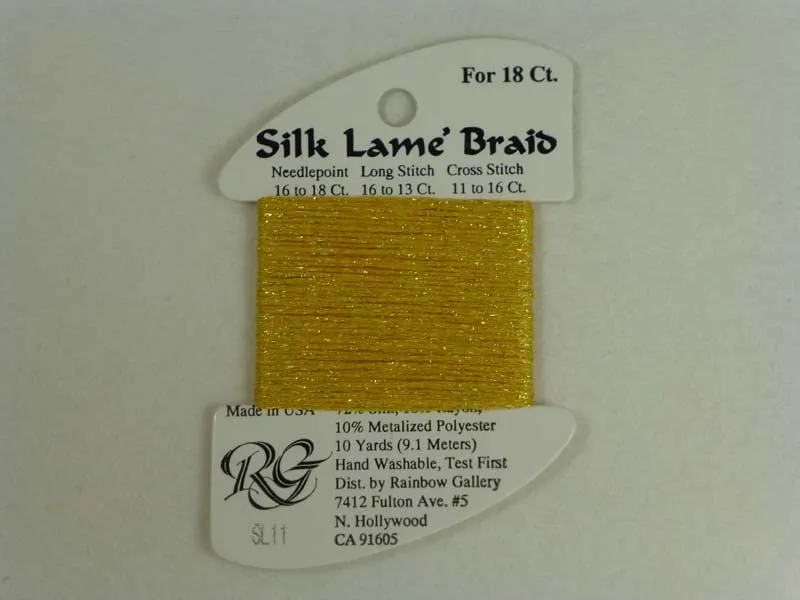 For 18 Ct.
Silk Lame' Braid
Needlepoint Long Stitch Cross Stitch
16 to 18 Ct. 16 to 13 Ct. 11 to 16 Ct.
Made in USA
10% Metalized Polyester
10 Yards (9.1 Meters)
Hand Washable, Test First
Dist. by Rainbow Gallery
7412 Fulton Ave. #5
N. Hollywood
CA 91605
RG
SL11